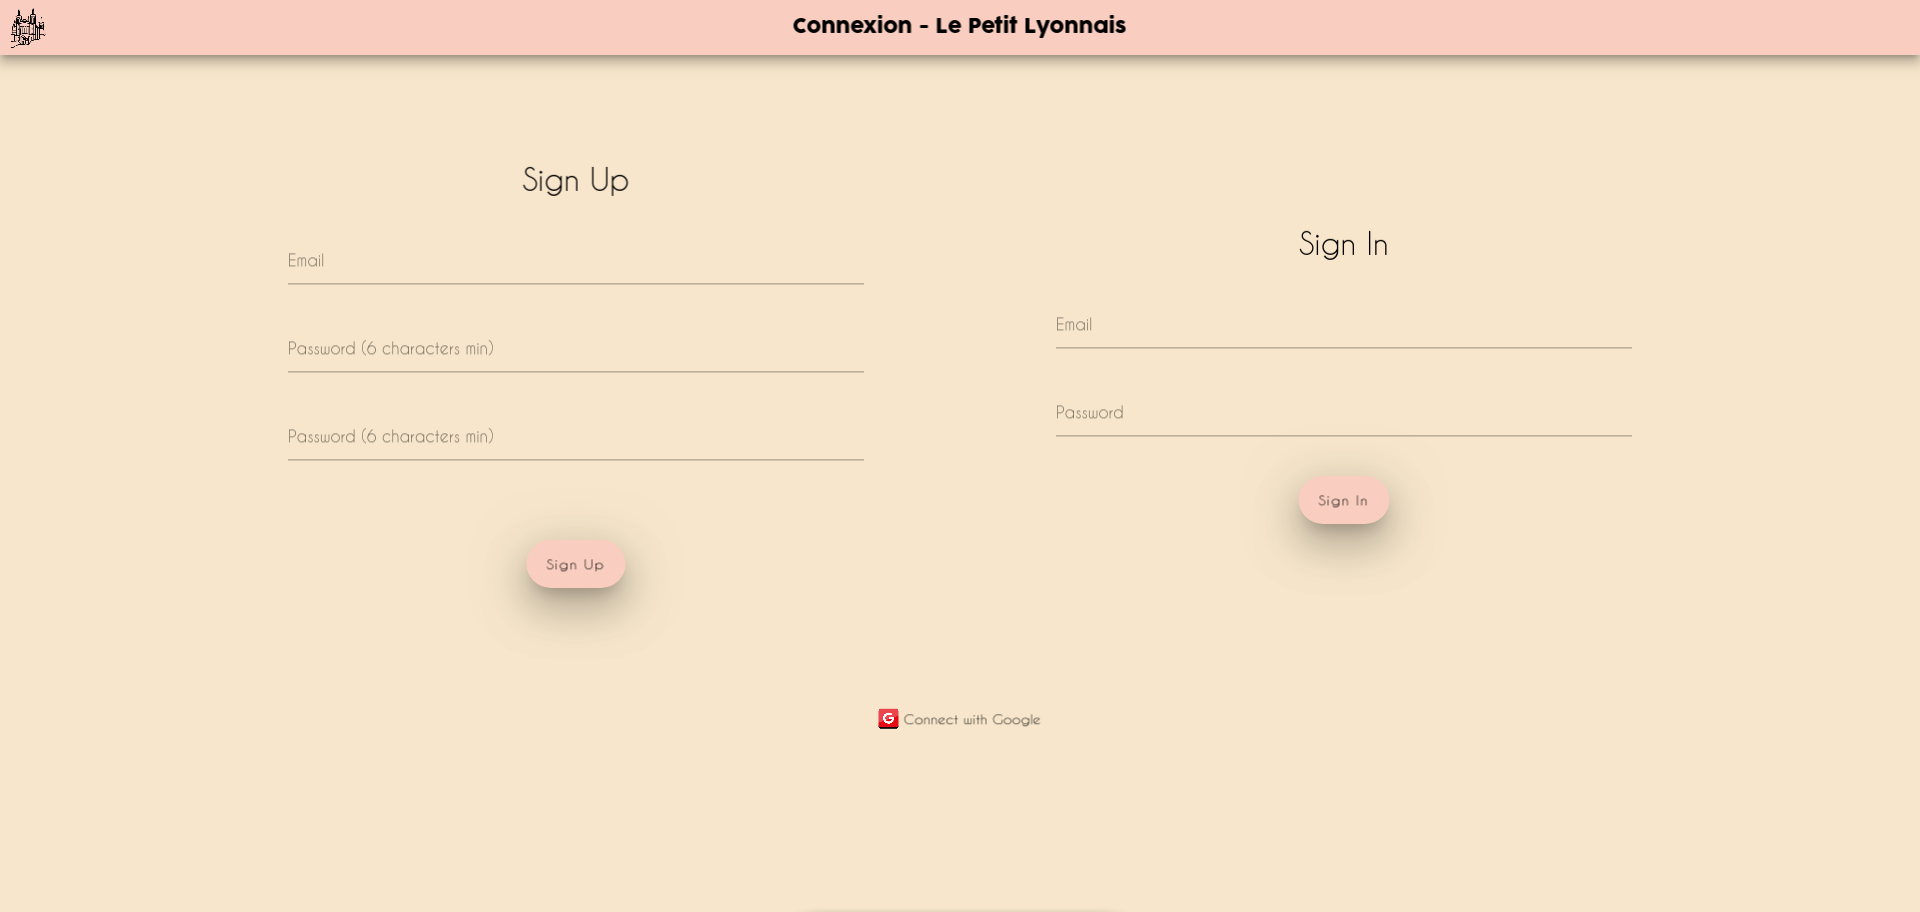 Connexion - Le Petit Lyonnais
Sign Up
Email
Password (6 characters min)
Password (6 characters min)
Sign Up
Sign In
Email
Password
Sign In
G Connect with Google